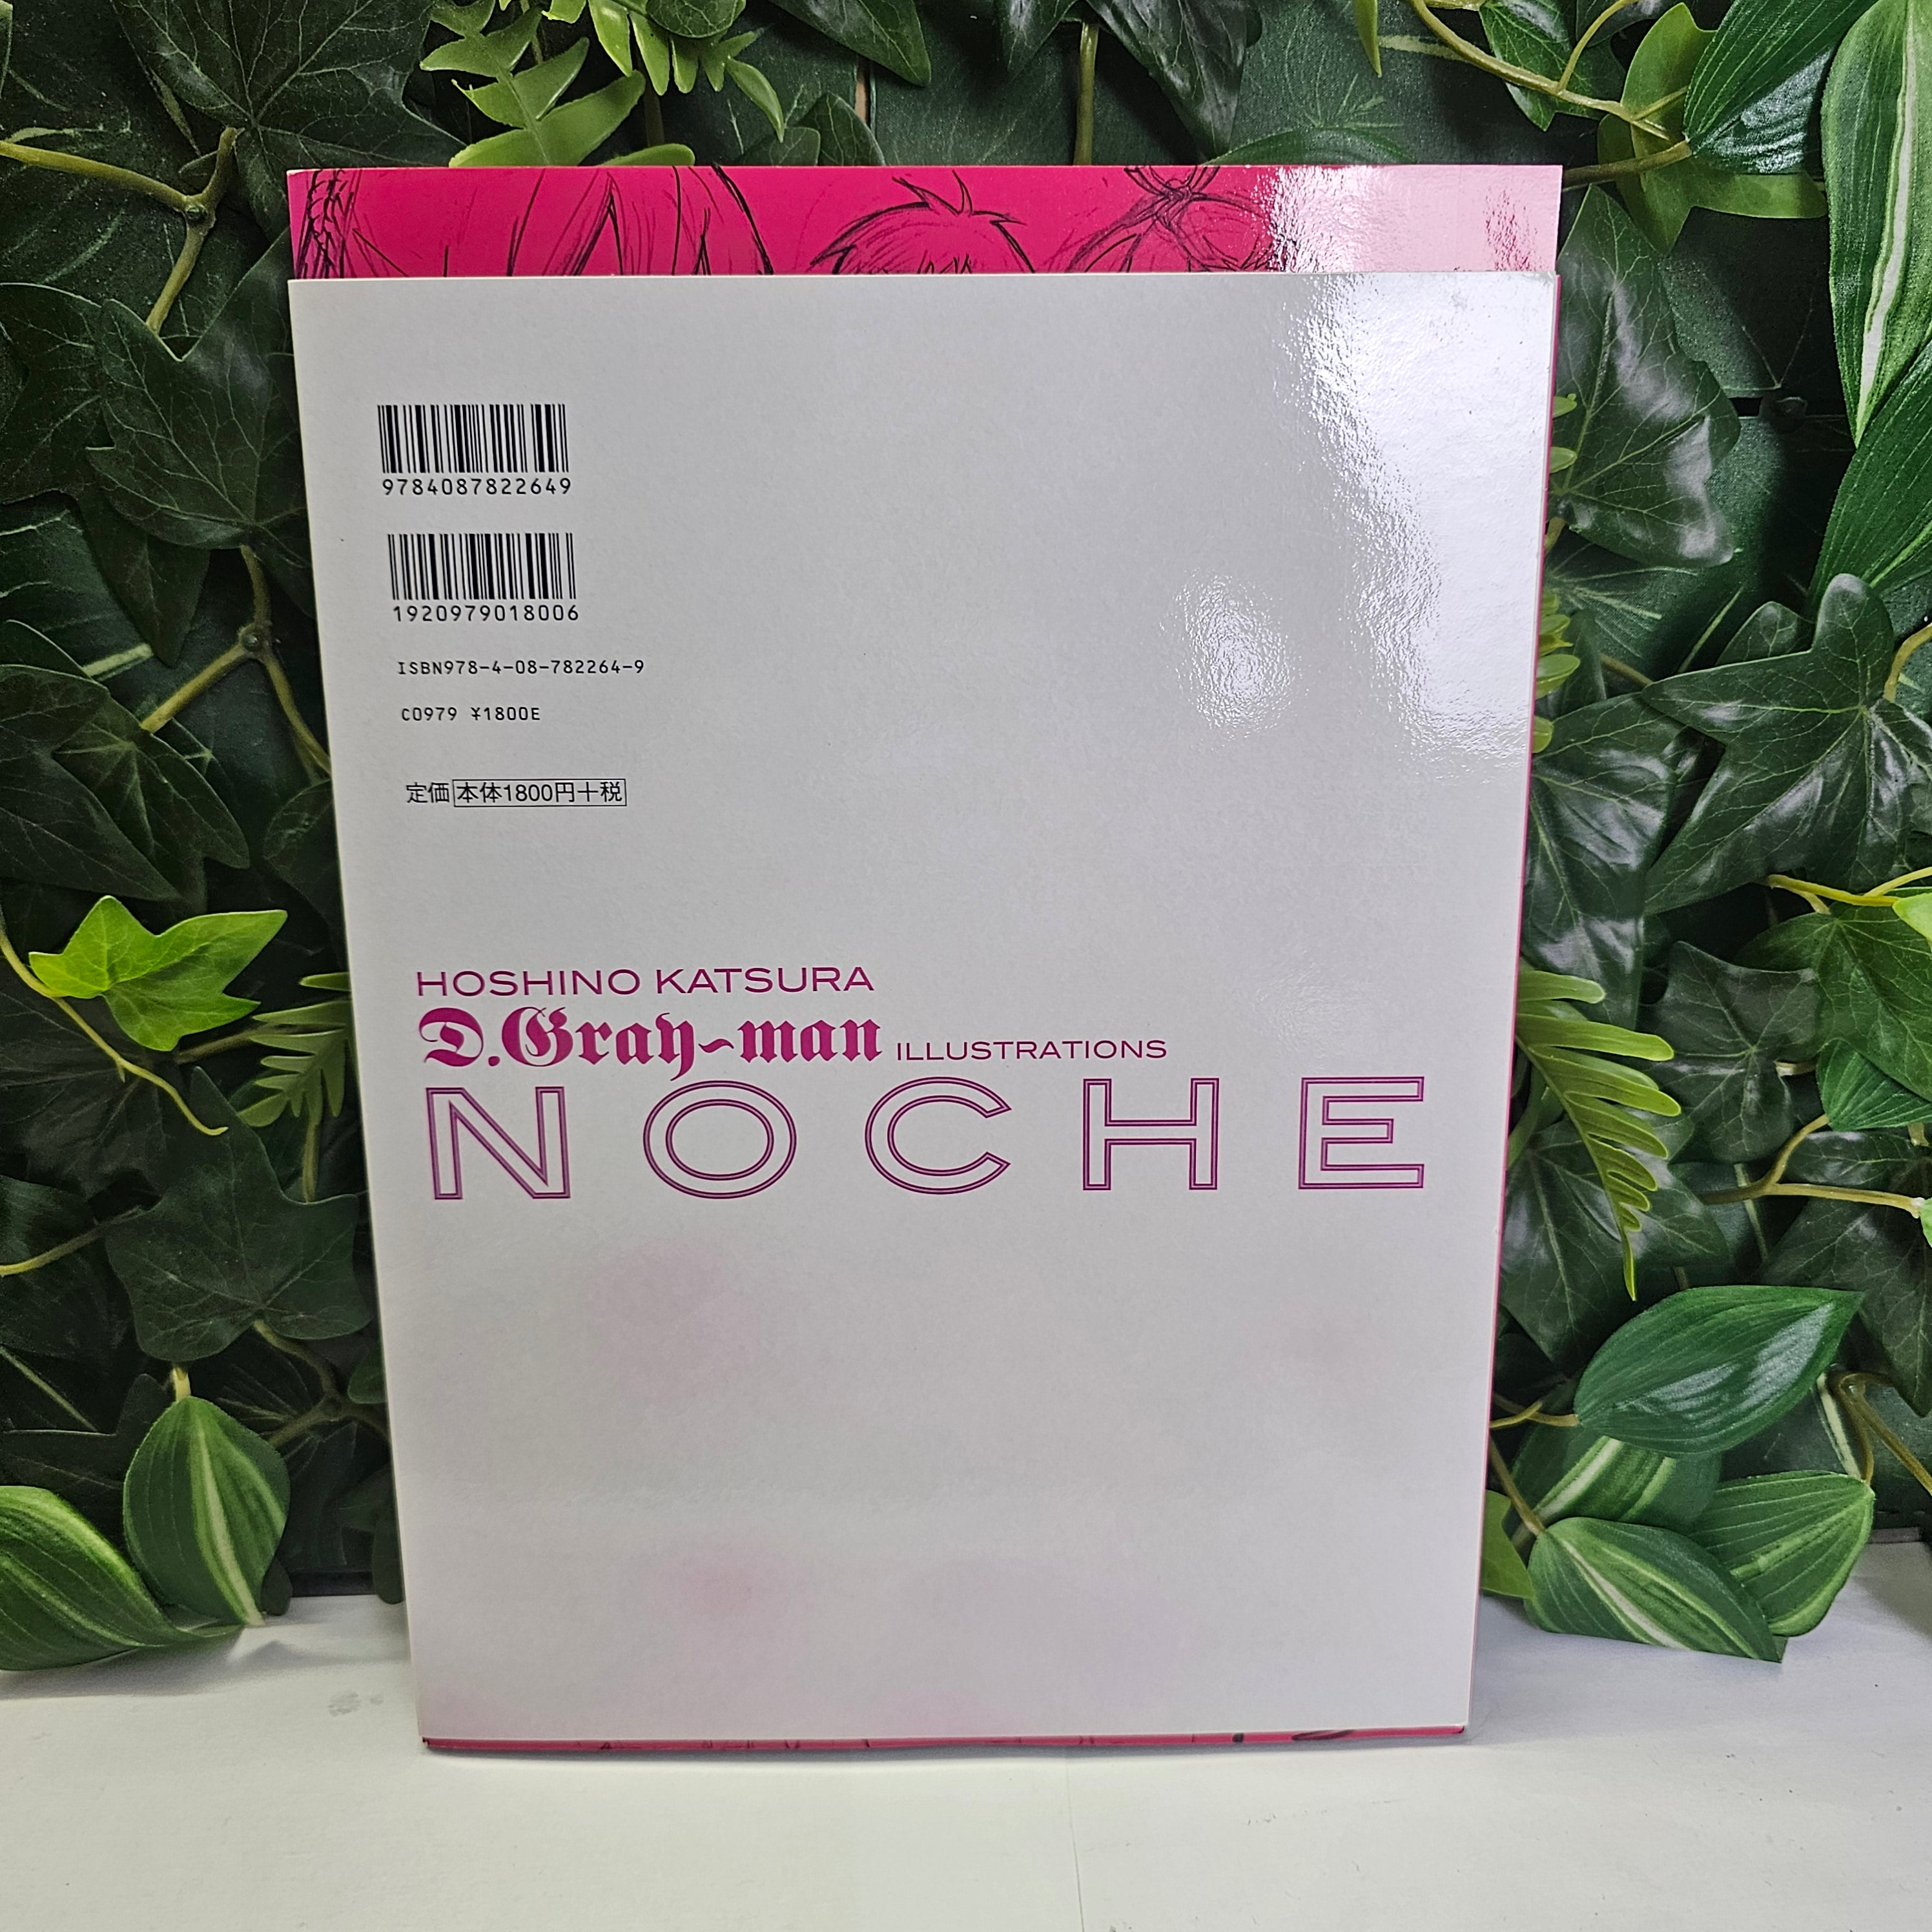 9784087822649
1920979018006
ISBN978-4-08-782264-9
C0979 ¥1800E
定価 本体1800円+税
HOSHINO KATSURA
D.Gray-man ILLUSTRATIONS
NOCHE